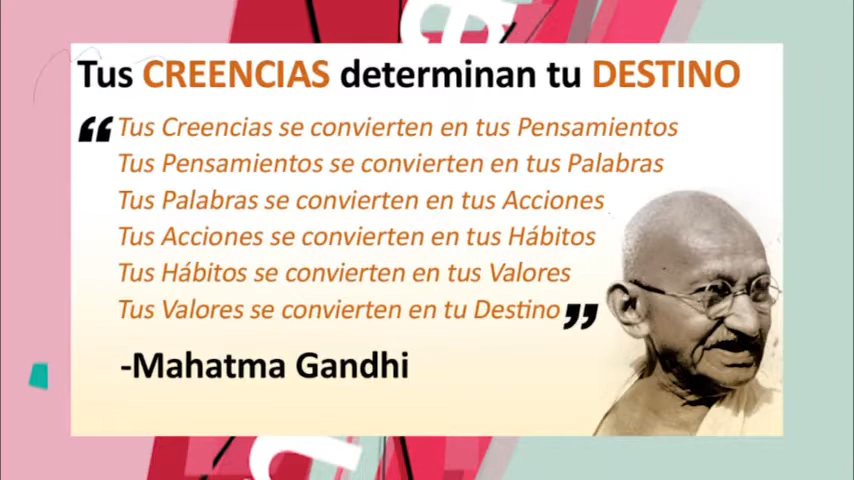 Tus CREENCIAS determinan tu DESTINO
“Tus Creencias se convierten en tus Pensamientos
Tus Pensamientos se convierten en tus Palabras
Tus Palabras se convierten en tus Acciones
Tus Acciones se convierten en tus Hábitos
Tus Hábitos se convierten en tus Valores
Tus Valores se convierten en tu Destino”
-Mahatma Gandhi